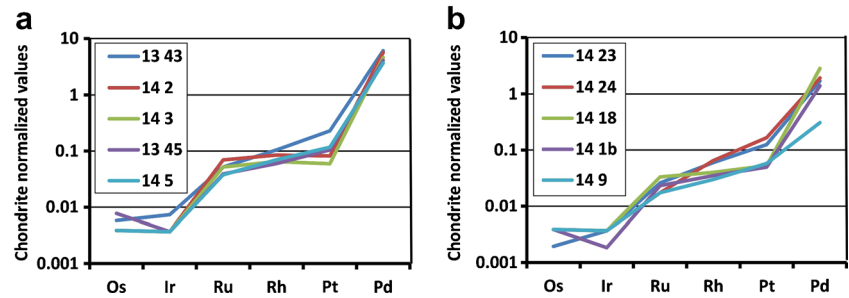 a
Chondrite normalized values
10
1
0.1
0.01
0.001
13 43
14 2
14 3
13 45
14 5
Os Ir Ru Rh Pt Pd
b
Chondrite normalized values
10
1
0.1
0.01
0.001
14 23
14 24
14 18
14 1b
14 9
Os Ir Ru Rh Pt Pd